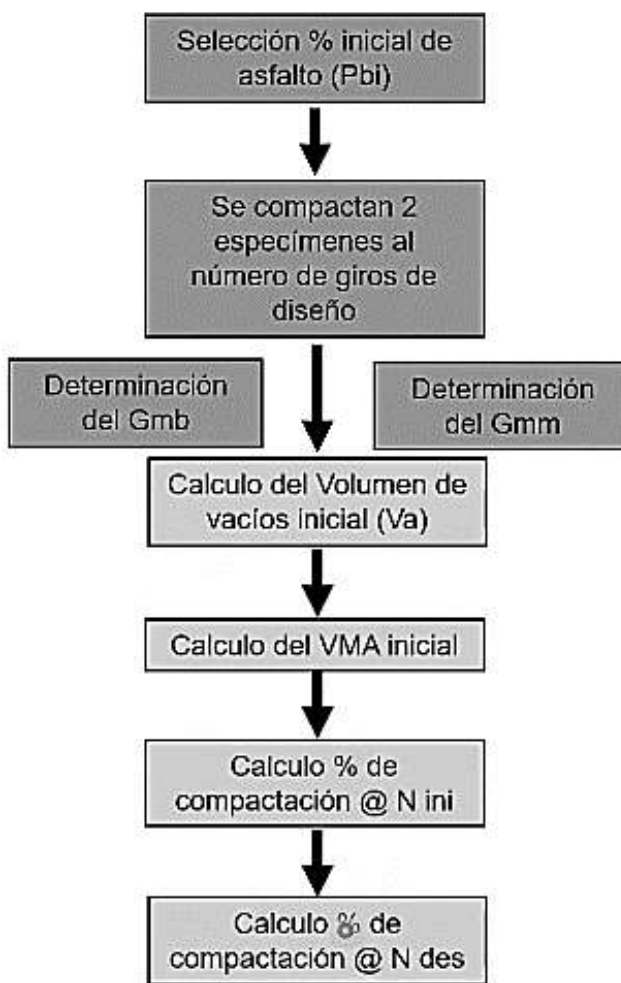 Selección % inicial de
asfalto (Pbi)
Se compactan 2
especímenes al
número de giros de
diseño
Determinación
del Gmb
Determinación
del Gmm
Calculo del Volumen de
vacíos inicial (Va)
Calculo del VMA inicial
Calculo % de
compactación @ N ini
Calculo % de
compactación @ N des